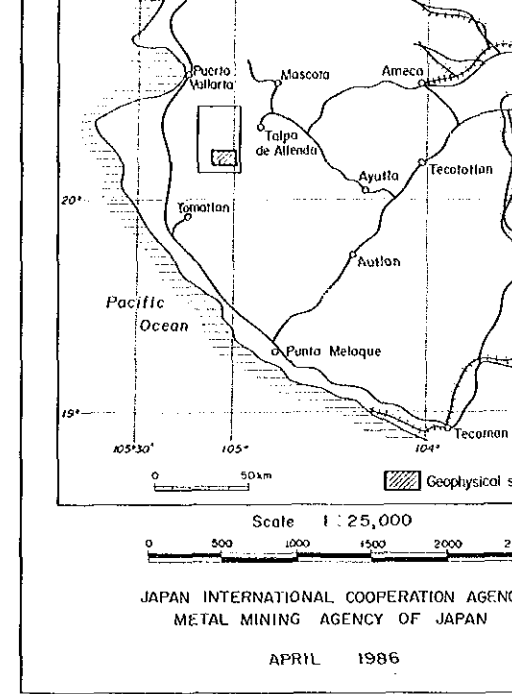 Puerto
Vallarta
Mascota
Ameca
Talpa
de Allende
Ayutla
Tecolotlan
20°
Tomatlan
Autlan
Pacific
Ocean
Punta Melaque
19°
Tecoman
105°30'
105°
104°
0 50km
Geophysical s
Scale 1:25,000
0 500 1000 1500 2000 2
JAPAN INTERNATIONAL COOPERATION AGENC
METAL MINING AGENCY OF JAPAN
APRIL 1986